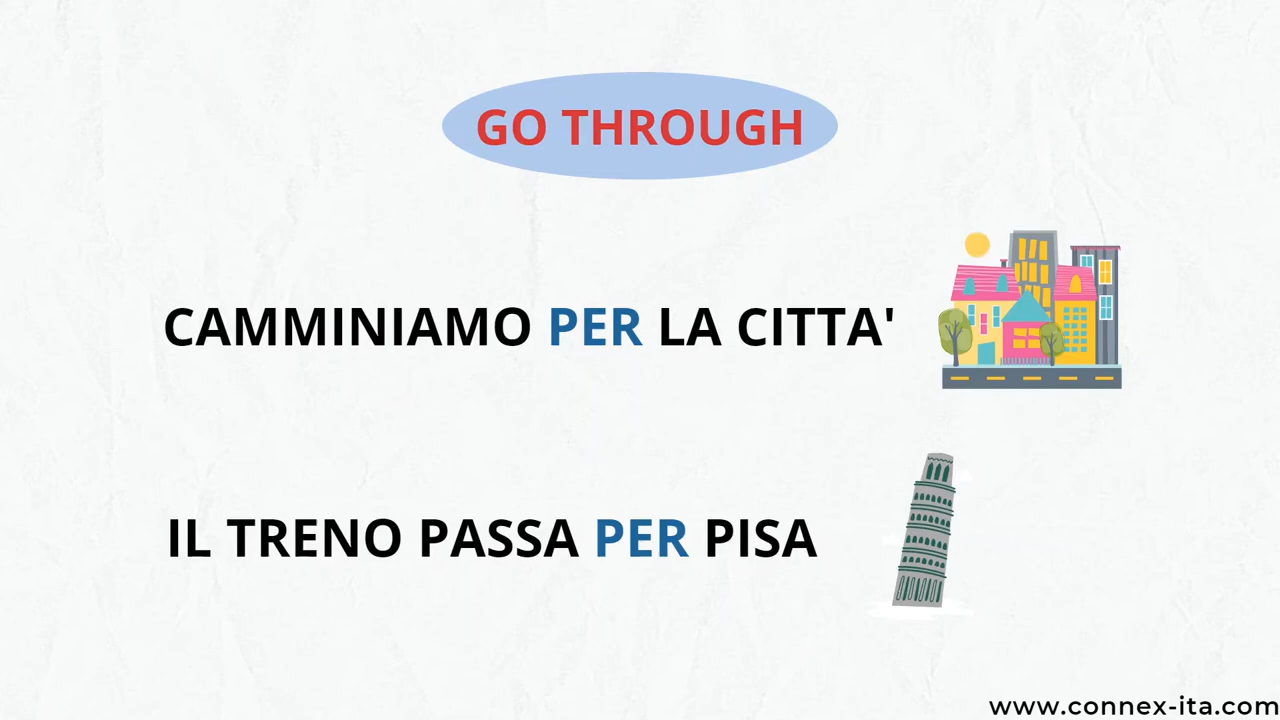 GO THROUGH
CAMMINIAMO PER LA CITTA'
IL TRENO PASSA PER PISA
www.connex-ita.com